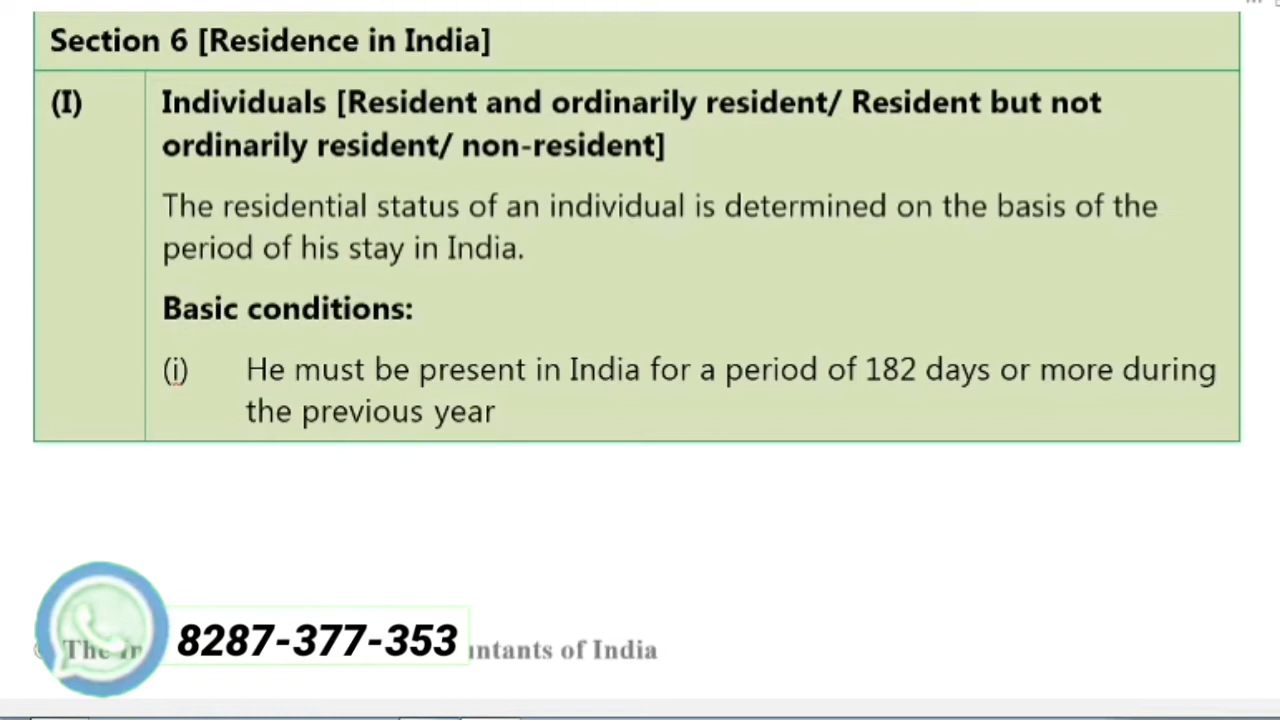 Section 6 [Residence in India]
(I) Individuals [Resident and ordinarily resident/ Resident but not
ordinarily resident/ non-resident]
The residential status of an individual is determined on the basis of the
period of his stay in India.
Basic conditions:
(i) He must be present in India for a period of 182 days or more during
the previous year
8287-377-353
The ntants of India